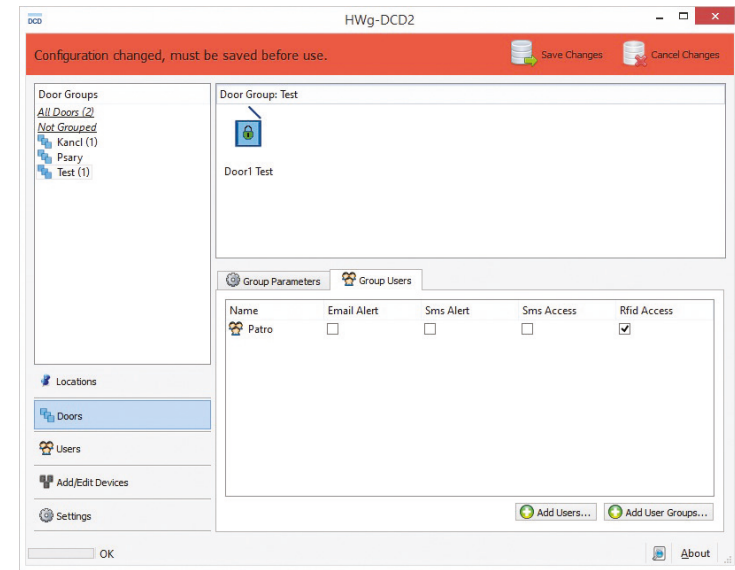 DCD HWg-DCD2
Configuration changed, must be saved before use. Save Changes Cancel Changes
Door Groups
All Doors (2)
Not Grouped
Kancl (1)
Psary
Test (1)
Door Group: Test
Door1 Test
Group Parameters Group Users
Name Email Alert Sms Alert Sms Access Rfid Access
Patro
Locations
Doors
Users
Add/Edit Devices
Settings
Add Users... Add User Groups...
OK About